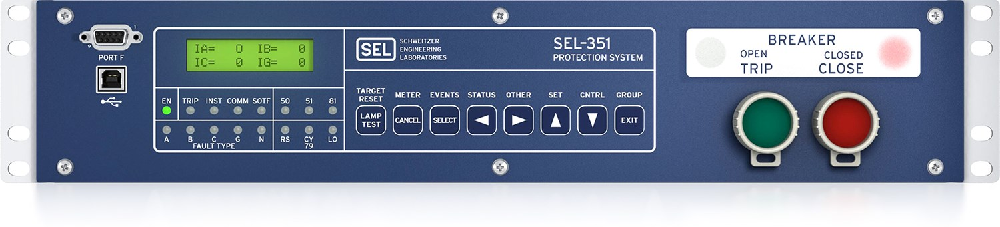 1
9
PORT F
IA= 0 IB= 0
IC= 0 IG= 0
EN TRIP INST COMM SOTF 50 51 81
A B C G N RS CY LO
FAULT TYPE 79
SEL SCHWEITZER
ENGINEERING
LABORATORIES
SEL-351
PROTECTION SYSTEM
TARGET
RESET METER EVENTS STATUS OTHER SET CNTRL GROUP
LAMP
TEST CANCEL SELECT EXIT
BREAKER
OPEN CLOSED
TRIP CLOSE